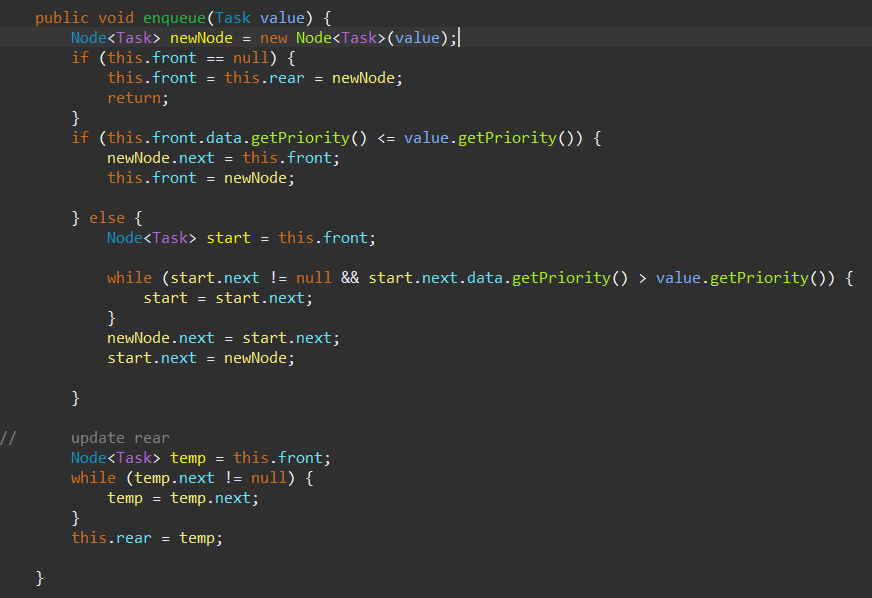 public void enqueue(Task value) {
Node<Task> newNode = new Node<Task>(value);
if (this.front == null) {
this.front = this.rear = newNode;
return;
}
if (this.front.data.getPriority() <= value.getPriority()) {
newNode.next = this.front;
this.front = newNode;
} else {
Node<Task> start = this.front;
while (start.next != null && start.next.data.getPriority() > value.getPriority()) {
start = start.next;
}
newNode.next = start.next;
start.next = newNode;
}
// update rear
Node<Task> temp = this.front;
while (temp.next != null) {
temp = temp.next;
}
this.rear = temp;
}